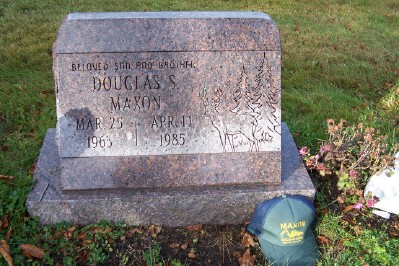 BELOVED SON AND BROTHER
DOUGLAS S.
MAXON
MAR. 25 APR. 11
1963 1985
MAXON